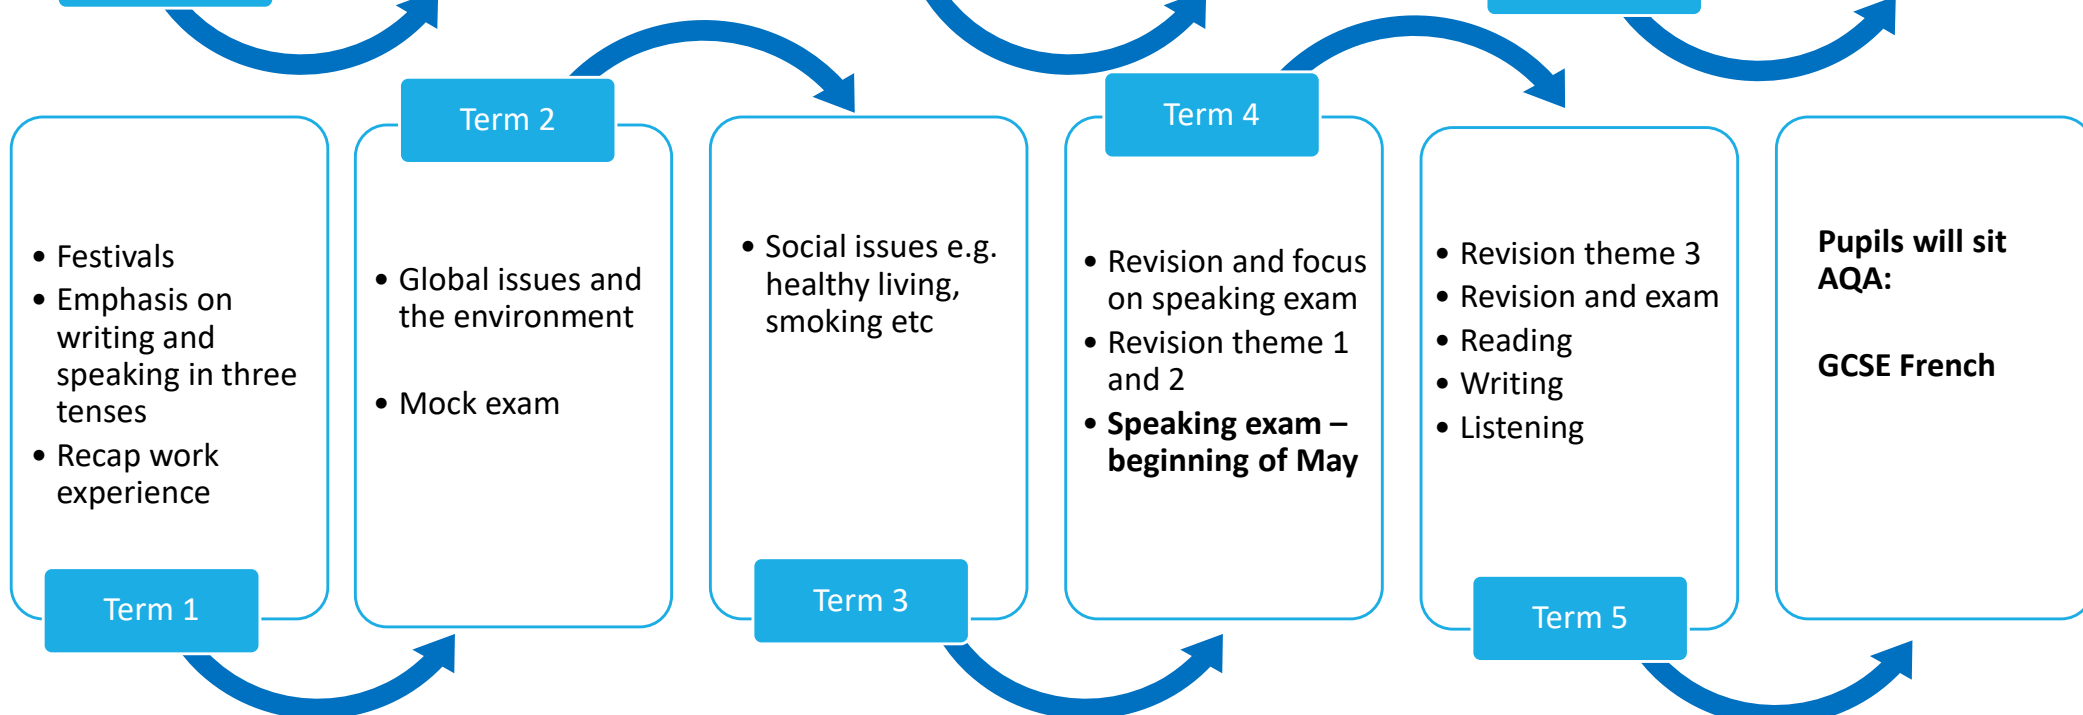 • Festivals
• Emphasis on
writing and
speaking in three
tenses
• Recap work
experience
Term 1
Term 2
• Global issues and
the environment
• Mock exam
• Social issues e.g.
healthy living,
smoking etc
Term 3
Term 4
• Revision and focus
on speaking exam
• Revision theme 1
and 2
• Speaking exam –
beginning of May
• Revision theme 3
• Revision and exam
• Reading
• Writing
• Listening
Term 5
Pupils will sit
AQA:
GCSE French